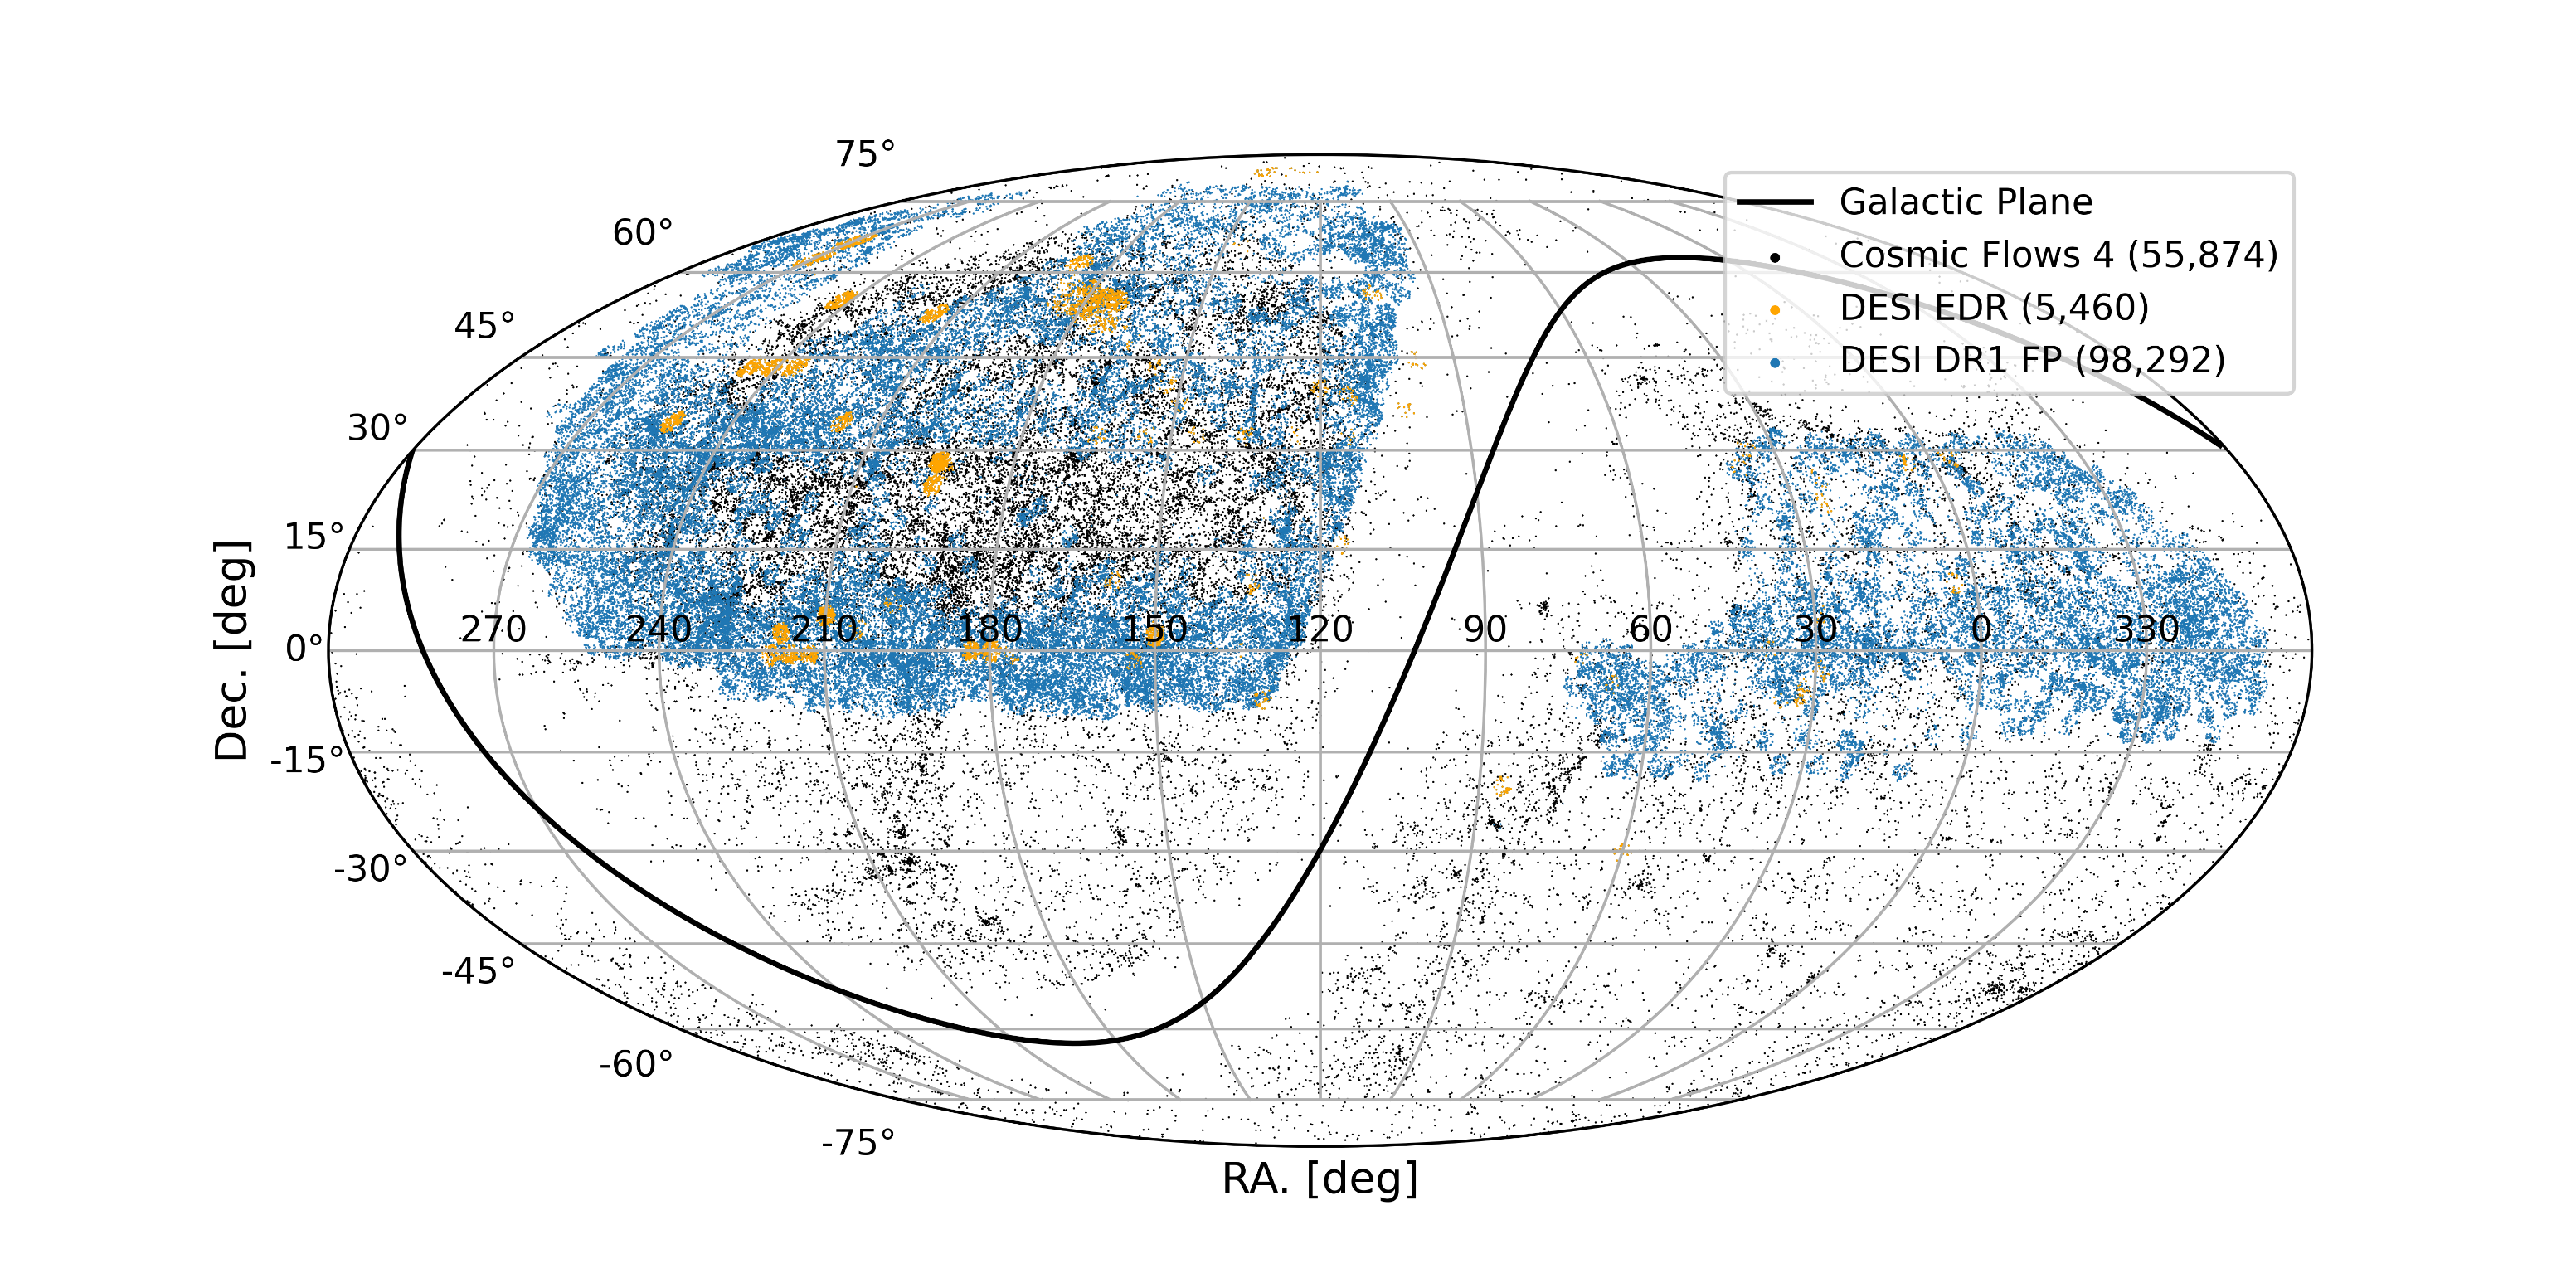 75°
60°
45°
30°
15°
0°
-15°
-30°
-45°
-60°
-75°
Dec. [deg]
270 240 210 180 150 120 90 60 30 0 330
RA. [deg]
Galactic Plane
Cosmic Flows 4 (55,874)
DESI EDR (5,460)
DESI DR1 FP (98,292)